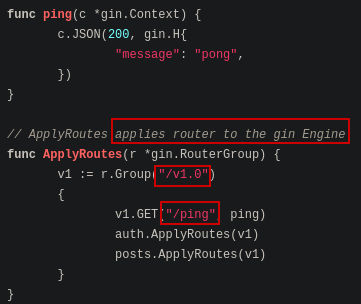 func ping(c *gin.Context) {
c.JSON(200, gin.H{
"message": "pong",
})
}
// ApplyRoutes applies router to the gin Engine
func ApplyRoutes(r *gin.RouterGroup) {
v1 := r.Group("/v1.0")
{
v1.GET("/ping", ping)
auth.ApplyRoutes(v1)
posts.ApplyRoutes(v1)
}
}